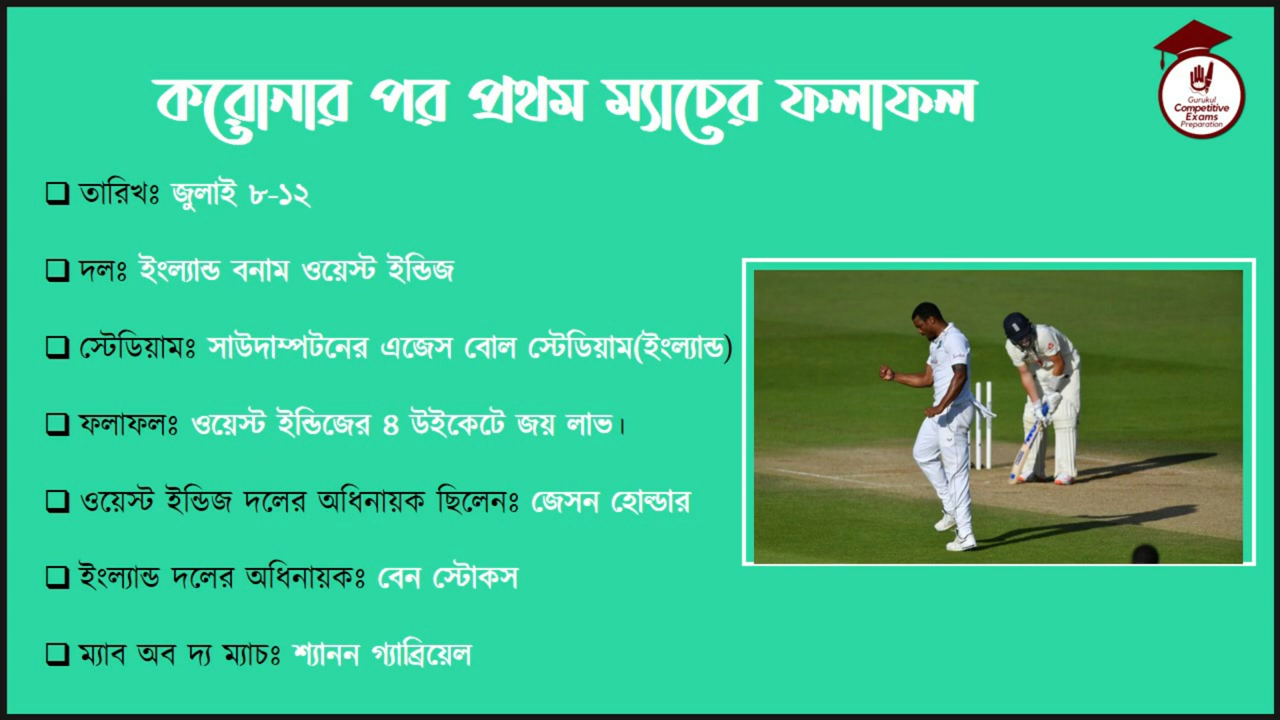 করোনার পর প্রথম ম্যাচের ফলাফল
Gurukul
Competitive
Exams
Preparation
তারিখঃ জুলাই ৮-১২
দলঃ ইংল্যান্ড বনাম ওয়েস্ট ইন্ডিজ
স্টেডিয়ামঃ সাউদাম্পটনের এজেস বোল স্টেডিয়াম(ইংল্যান্ড)
ফলাফলঃ ওয়েস্ট ইন্ডিজের ৪ উইকেটে জয় লাভ।
ওয়েস্ট ইন্ডিজ দলের অধিনায়ক ছিলেনঃ জেসন হোল্ডার
ইংল্যান্ড দলের অধিনায়কঃ বেন স্টোকস
ম্যাব অব দ্য ম্যাচঃ শ্যানন গ্যাব্রিয়েল